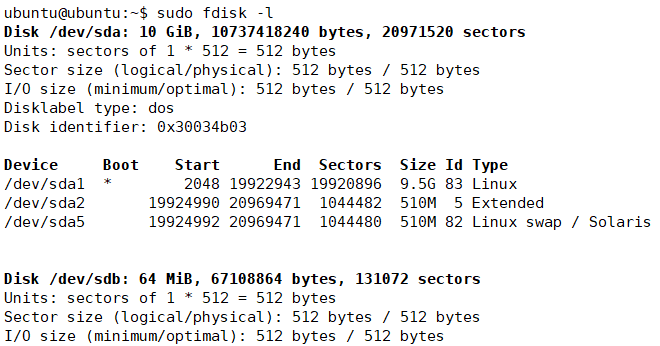 ubuntu@ubuntu:~$ sudo fdisk -l
Disk /dev/sda: 10 GiB, 10737418240 bytes, 20971520 sectors
Units: sectors of 1 * 512 = 512 bytes
Sector size (logical/physical): 512 bytes / 512 bytes
I/O size (minimum/optimal): 512 bytes / 512 bytes
Disklabel type: dos
Disk identifier: 0x30034b03

Device     Boot    Start      End  Sectors  Size Id Type
/dev/sda1  *        2048 19922943 19920896  9.5G 83 Linux
/dev/sda2       19924990 20969471  1044482  510M  5 Extended
/dev/sda5       19924992 20969471  1044480  510M 82 Linux swap / Solaris


Disk /dev/sdb: 64 MiB, 67108864 bytes, 131072 sectors
Units: sectors of 1 * 512 = 512 bytes
Sector size (logical/physical): 512 bytes / 512 bytes
I/O size (minimum/optimal): 512 bytes / 512 bytes